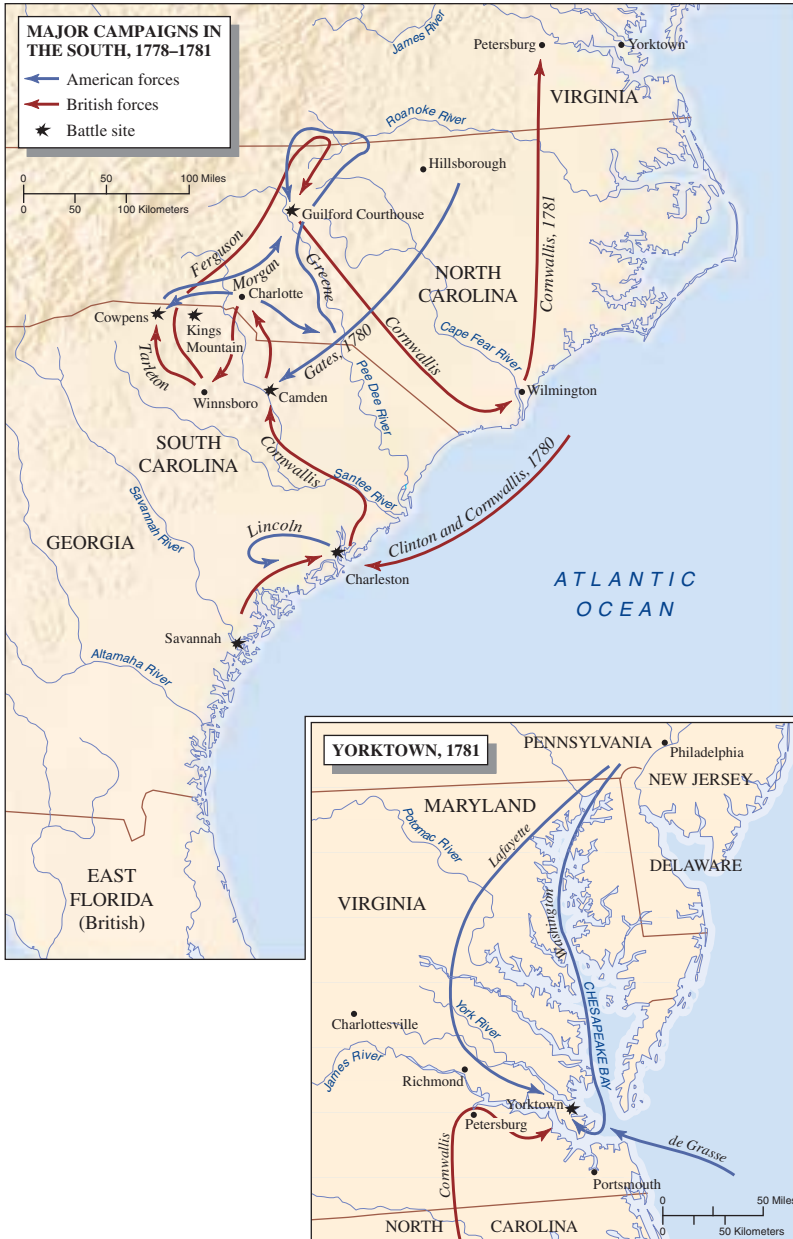 MAJOR CAMPAIGNS IN
THE SOUTH, 1778–1781
American forces
British forces
Battle site
0 50 100 Miles
0 50 100 Kilometers
James River
Petersburg
Yorktown
VIRGINIA
Roanoke River
Hillsborough
Guilford Courthouse
Ferguson
Morgan
Greene
NORTH
CAROLINA
Cornwallis, 1781
Charlotte
Cowpens
Kings
Mountain
Gates, 1780
Cornwallis
Cape Fear River
Tarleton
Winnsboro
Camden
Pee Dee River
Wilmington
SOUTH
CAROLINA
Cornwallis
Santee River
Savannah River
Lincoln
Clinton and Cornwallis, 1780
GEORGIA
Charleston
ATLANTIC
OCEAN
Savannah
Altamaha River
EAST
FLORIDA
(British)
YORKTOWN, 1781
PENNSYLVANIA
Philadelphia
NEW JERSEY
MARYLAND
Potomac River
Lafayette
DELAWARE
VIRGINIA
Washington
CHESAPEAKE BAY
Charlottesville
York River
James River
Richmond
Yorktown
Petersburg
de Grasse
Cornwallis
Portsmouth
0 50 Miles
0 50 Kilometers
NORTH CAROLINA